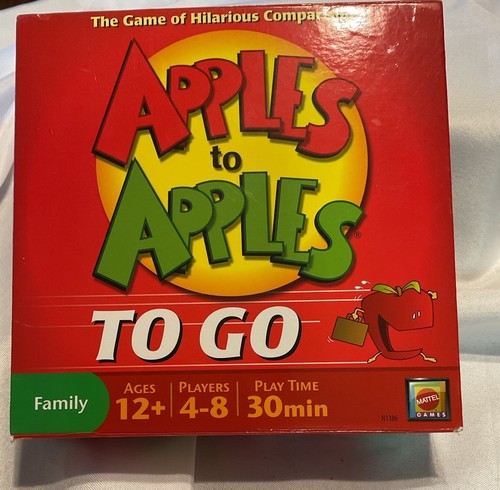 The Game of Hilarious
APPLES
to
APPLES®
TO GO
Family
AGES
12+
PLAYERS
4-8
PLAY TIME
30min
MATTEL
GAMES